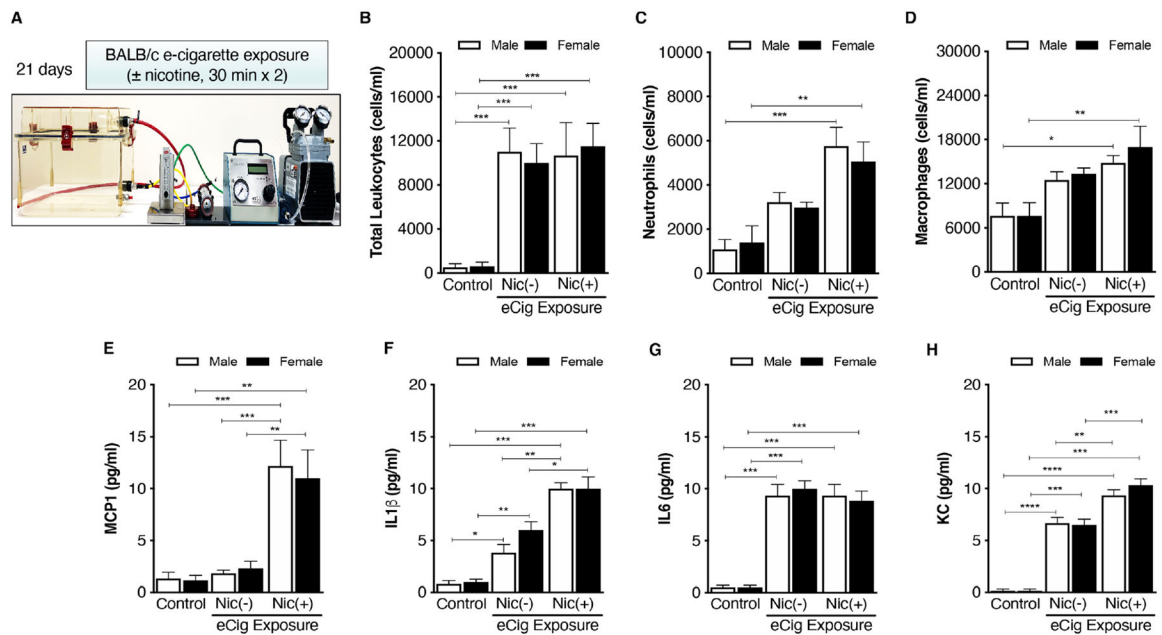 A
21 days
BALB/c e-cigarette exposure
(± nicotine, 30 min x 2)
B
Male Female
Total Leukocytes (cells/ml)
20000
16000
12000
8000
4000
0
***
***
***
***
Control Nic(-) Nic(+)
eCig Exposure
C
Male Female
Neutrophils (cells/ml)
10000
8000
6000
4000
2000
0
**
***
Control Nic(-) Nic(+)
eCig Exposure
D
Male Female
Macrophages (cells/ml)
30000
24000
18000
12000
6000
0
**
*
Control Nic(-) Nic(+)
eCig Exposure
E
Male Female
MCP1 (pg/ml)
20
15
10
5
0
**
***
***
**
Control Nic(-) Nic(+)
eCig Exposure
F
Male Female
IL1β (pg/ml)
20
15
10
5
0
***
***
**
*
**
*
Control Nic(-) Nic(+)
eCig Exposure
G
Male Female
IL6 (pg/ml)
20
15
10
5
0
***
***
***
***
Control Nic(-) Nic(+)
eCig Exposure
H
Male Female
KC (pg/ml)
20
15
10
5
0
***
**
***
****
***
****
Control Nic(-) Nic(+)
eCig Exposure